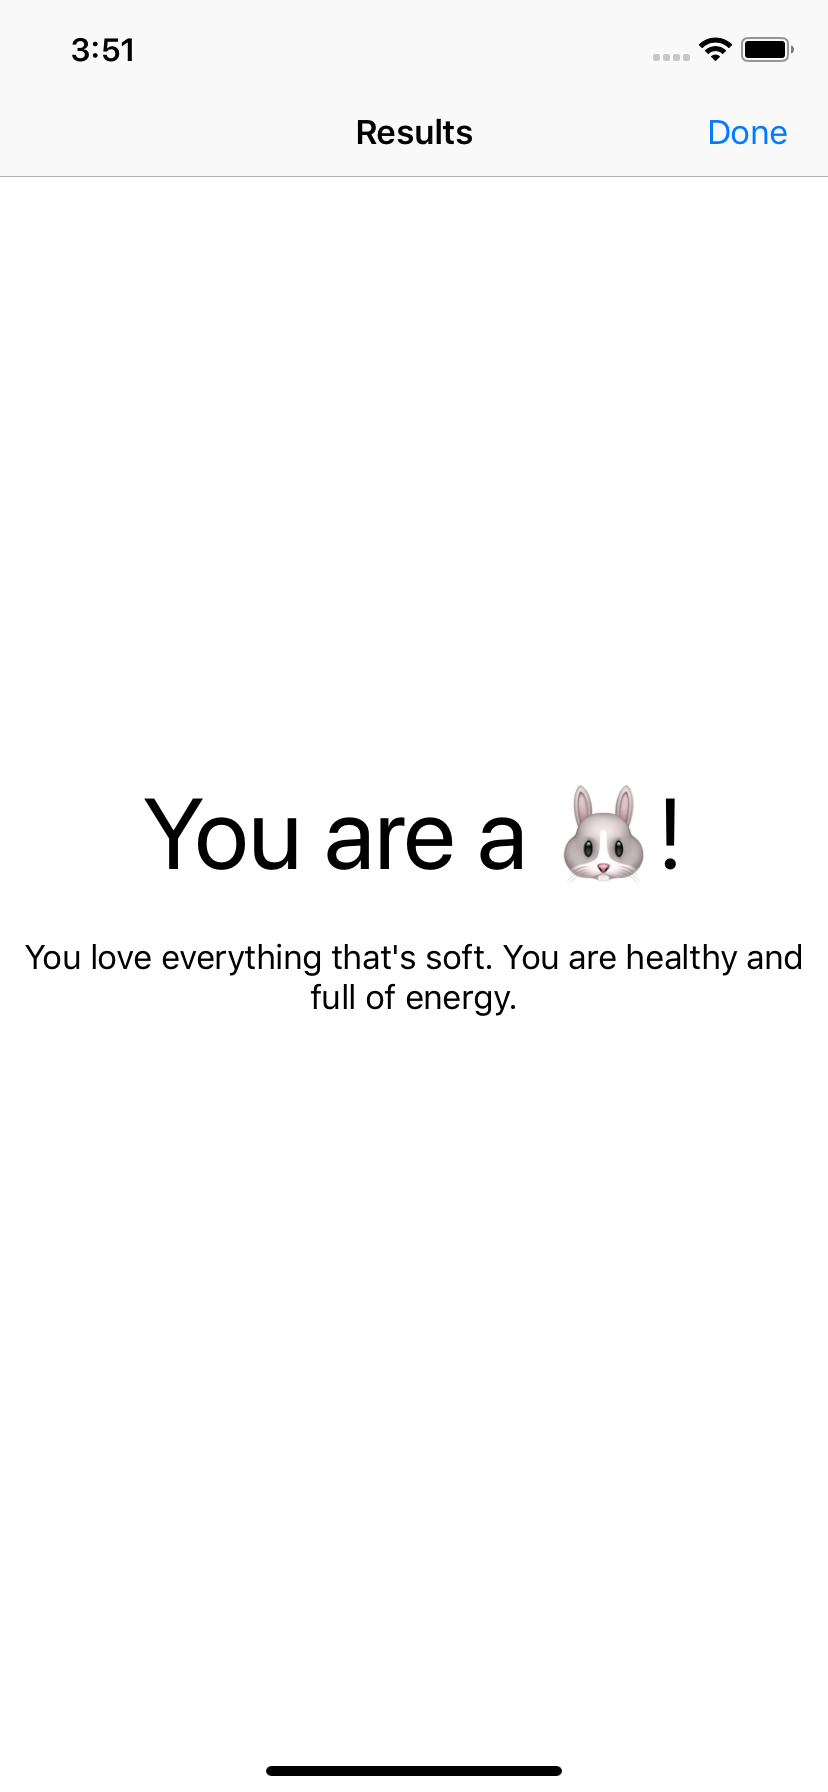 3:51
Results
Done
You are a 🐰!
You love everything that's soft. You are healthy and
full of energy.